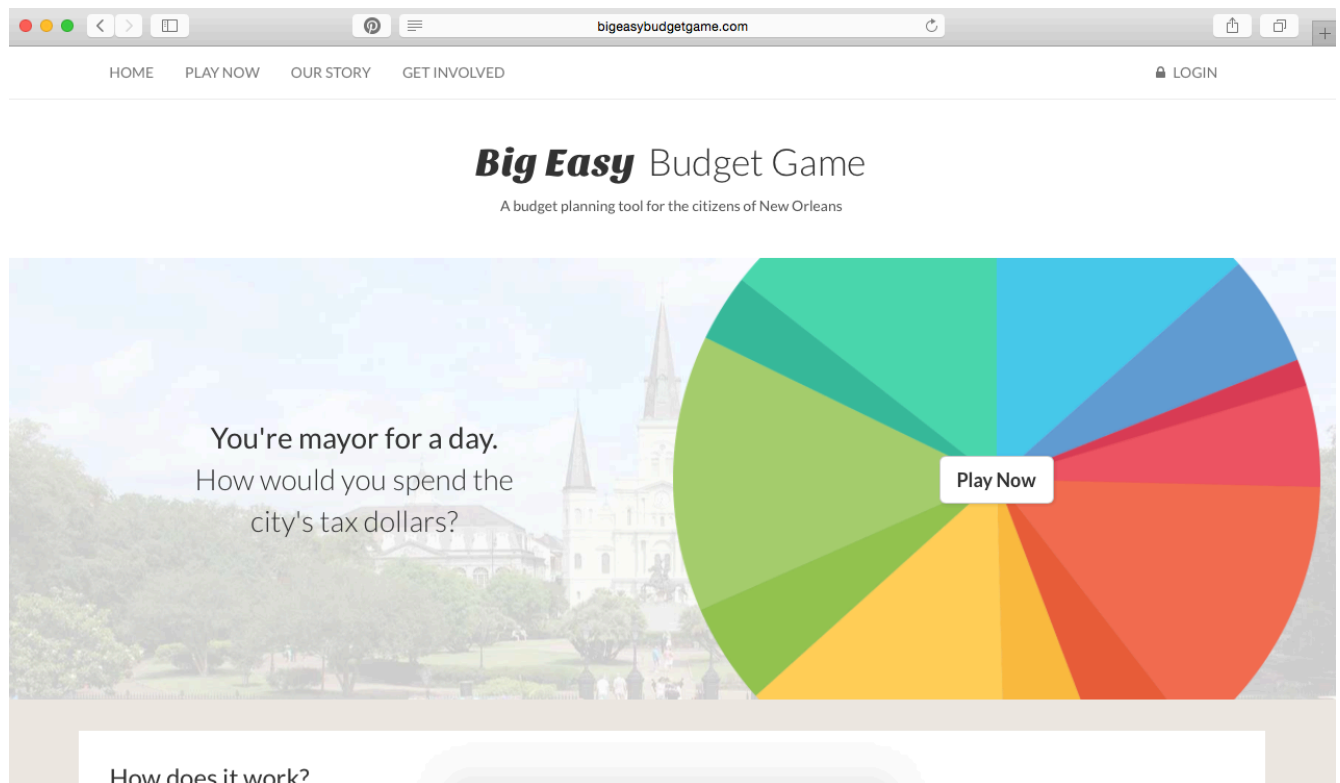 bigeasybudgetgame.com
HOME PLAY NOW OUR STORY GET INVOLVED LOGIN
Big Easy Budget Game
A budget planning tool for the citizens of New Orleans
You're mayor for a day.
How would you spend the
city's tax dollars?
Play Now
How does it work?